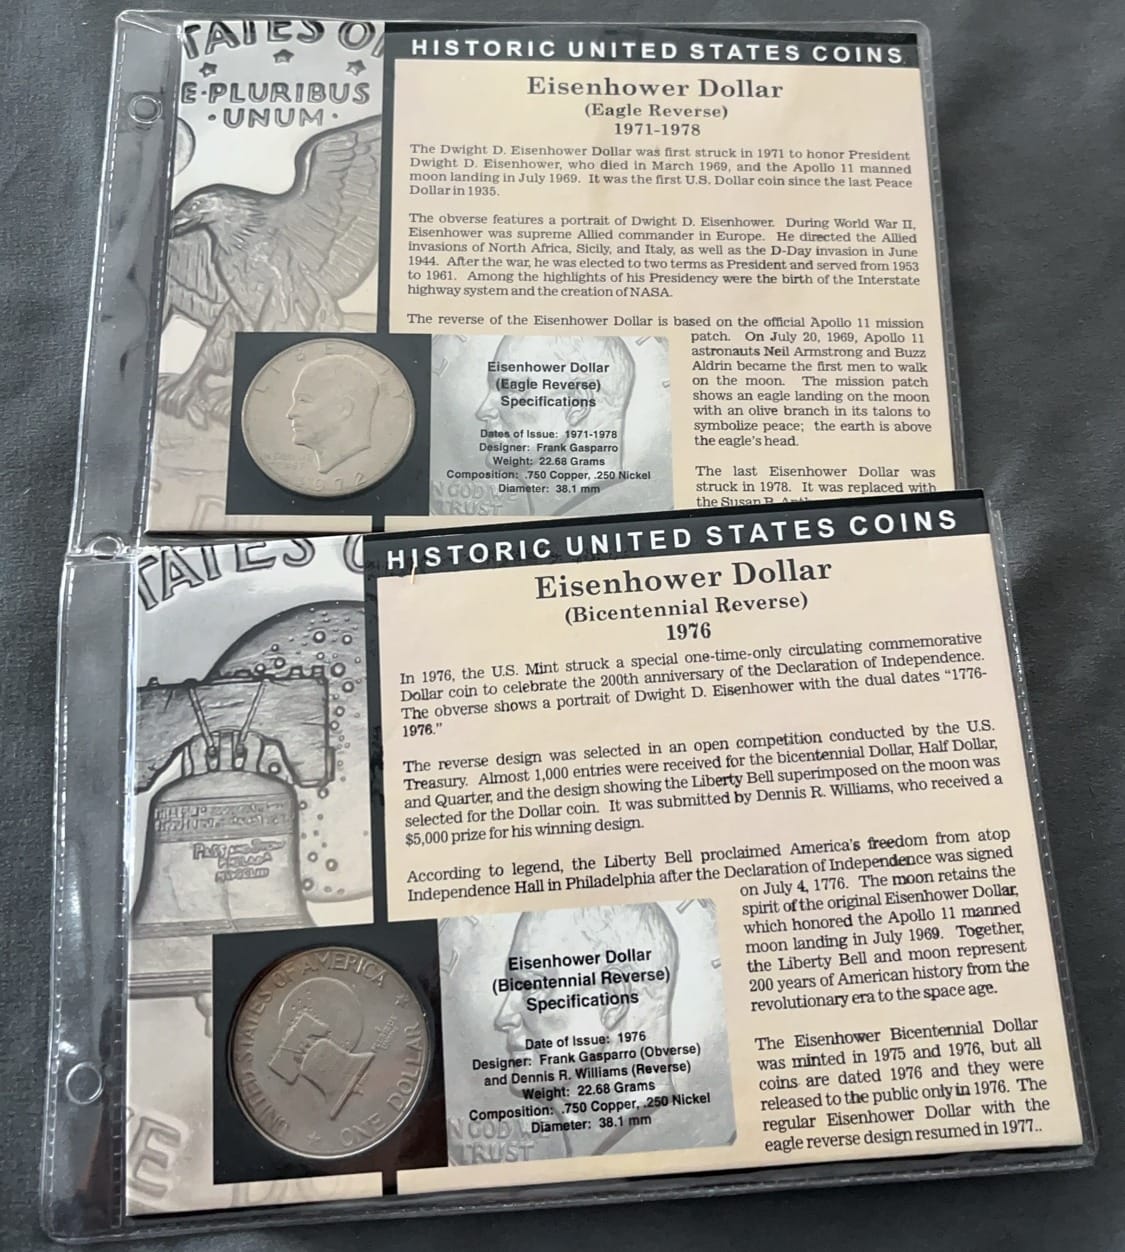 TATES O
E·PLURIBUS
·UNUM·
HISTORIC UNITED STATES COINS
Eisenhower Dollar
(Eagle Reverse)
1971-1978
The Dwight D. Eisenhower Dollar was first struck in 1971 to honor President
Dwight D. Eisenhower, who died in March 1969, and the Apollo 11 manned
moon landing in July 1969. It was the first U.S. Dollar coin since the last Peace
Dollar in 1935.
The obverse features a portrait of Dwight D. Eisenhower. During World War II,
Eisenhower was supreme Allied commander in Europe. He directed the Allied
invasions of North Africa, Sicily, and Italy, as well as the D-Day invasion in June
1944. After the war, he was elected to two terms as President and served from 1953
to 1961. Among the highlights of his Presidency were the birth of the Interstate
highway system and the creation of NASA.
The reverse of the Eisenhower Dollar is based on the official Apollo 11 mission
patch. On July 20, 1969, Apollo 11
astronauts Neil Armstrong and Buzz
Aldrin became the first men to walk
on the moon. The mission patch
shows an eagle landing on the moon
with an olive branch in its talons to
symbolize peace; the earth is above
the eagle's head.
The last Eisenhower Dollar was
struck in 1978. It was replaced with
the Susan B.
LIBERTY
1972
Eisenhower Dollar
(Eagle Reverse)
Specifications
Dates of Issue: 1971-1978
Designer: Frank Gasparro
Weight: 22.68 Grams
Composition: .750 Copper, .250 Nickel
Diameter: 38.1 mm
N GOD WE
TRUST
TATES O
HISTORIC UNITED STATES COINS
Eisenhower Dollar
(Bicentennial Reverse)
1976
In 1976, the U.S. Mint struck a special one-time-only circulating commemorative
Dollar coin to celebrate the 200th anniversary of the Declaration of Independence.
The obverse shows a portrait of Dwight D. Eisenhower with the dual dates "1776-
1976."
The reverse design was selected in an open competition conducted by the U.S.
Treasury. Almost 1,000 entries were received for the bicentennial Dollar, Half Dollar,
and Quarter, and the design showing the Liberty Bell superimposed on the moon was
selected for the Dollar coin. It was submitted by Dennis R. Williams, who received a
$5,000 prize for his winning design.
According to legend, the Liberty Bell proclaimed America's freedom from atop
Independence Hall in Philadelphia after the Declaration of Independence was signed
on July 4, 1776. The moon retains the
spirit of the original Eisenhower Dollar,
which honored the Apollo 11 manned
moon landing in July 1969. Together,
the Liberty Bell and moon represent
200 years of American history from the
revolutionary era to the space age.
The Eisenhower Bicentennial Dollar
was minted in 1975 and 1976, but all
coins are dated 1976 and they were
released to the public only in 1976. The
regular Eisenhower Dollar with the
eagle reverse design resumed in 1977..
PASS AND STOW
PHILADA
MDCCLIII
UNITED STATES OF AMERICA
ONE DOLLAR
Eisenhower Dollar
(Bicentennial Reverse)
Specifications
Date of Issue: 1976
Designer: Frank Gasparro (Obverse)
and Dennis R. Williams (Reverse)
Weight: 22.68 Grams
Composition: .750 Copper, .250 Nickel
Diameter: 38.1 mm
N GOD WE
TRUST
E